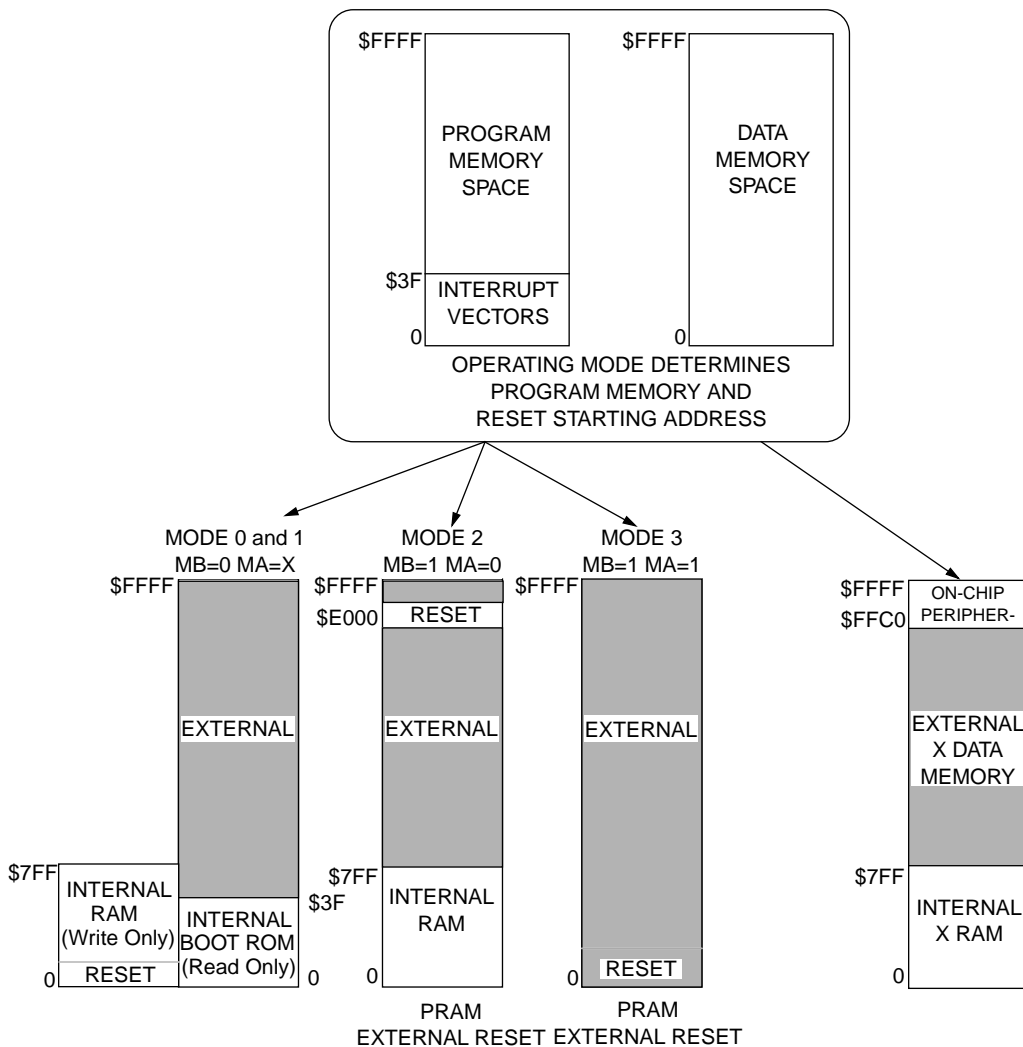 $FFFF
PROGRAM
MEMORY
SPACE
$3F
INTERRUPT
VECTORS
0
$FFFF
DATA
MEMORY
SPACE
0
OPERATING MODE DETERMINES
PROGRAM MEMORY AND
RESET STARTING ADDRESS
MODE 0 and 1
MB=0 MA=X
$FFFF
EXTERNAL
$7FF
INTERNAL
RAM
(Write Only)
RESET
0
INTERNAL
BOOT ROM
(Read Only)
$3F
0
MODE 2
MB=1 MA=0
$FFFF
$E000
RESET
EXTERNAL
$7FF
INTERNAL
RAM
0
PRAM
EXTERNAL RESET
MODE 3
MB=1 MA=1
$FFFF
EXTERNAL
RESET
0
PRAM
EXTERNAL RESET
$FFFF
ON-CHIP
PERIPHER-
$FFC0
EXTERNAL
X DATA
MEMORY
$7FF
INTERNAL
X RAM
0